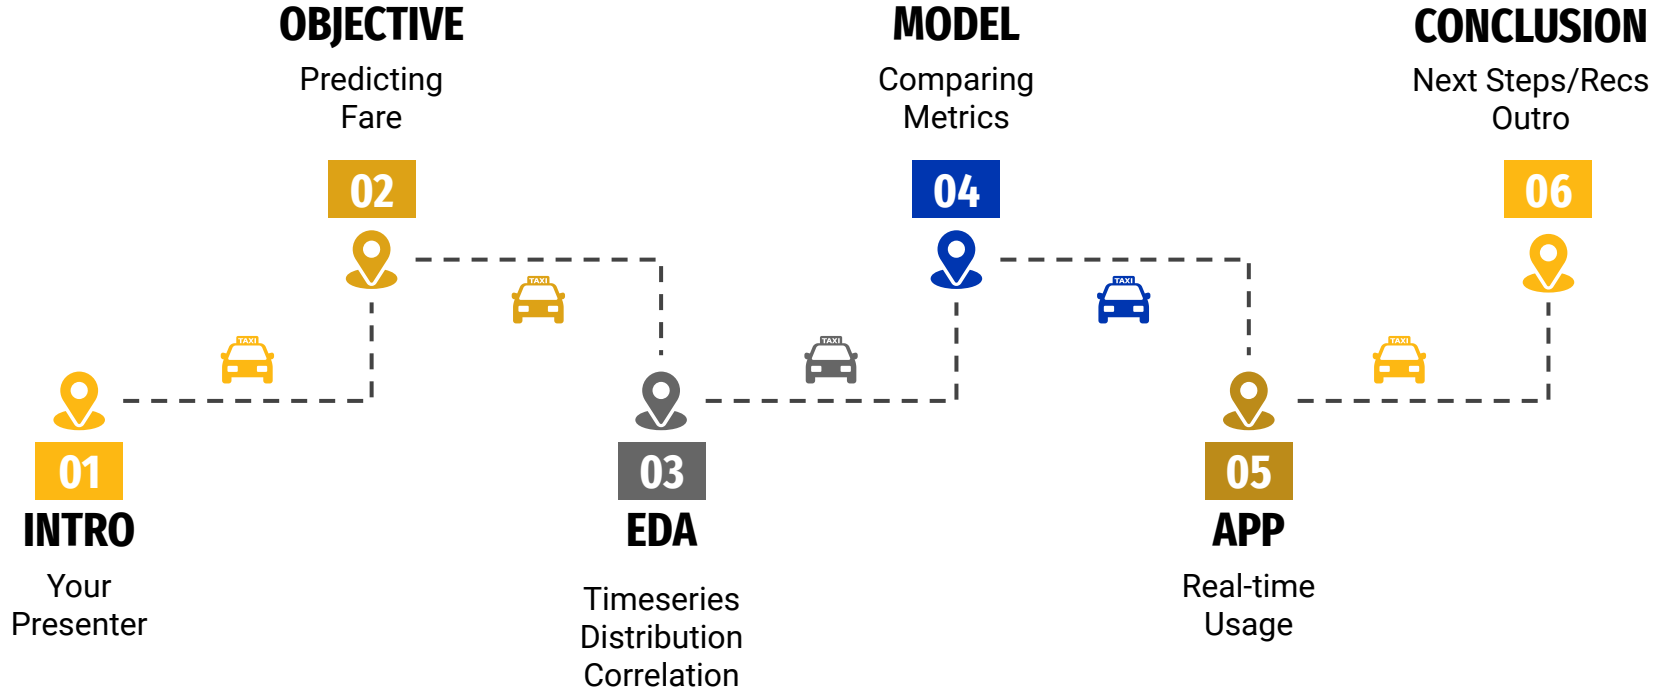 OBJECTIVE
Predicting
Fare
02
MODEL
Comparing
Metrics
04
CONCLUSION
Next Steps/Recs
Outro
06
TAXI
TAXI
TAXI
TAXI
TAXI
01
INTRO
Your
Presenter
03
EDA
Timeseries
Distribution
Correlation
05
APP
Real-time
Usage